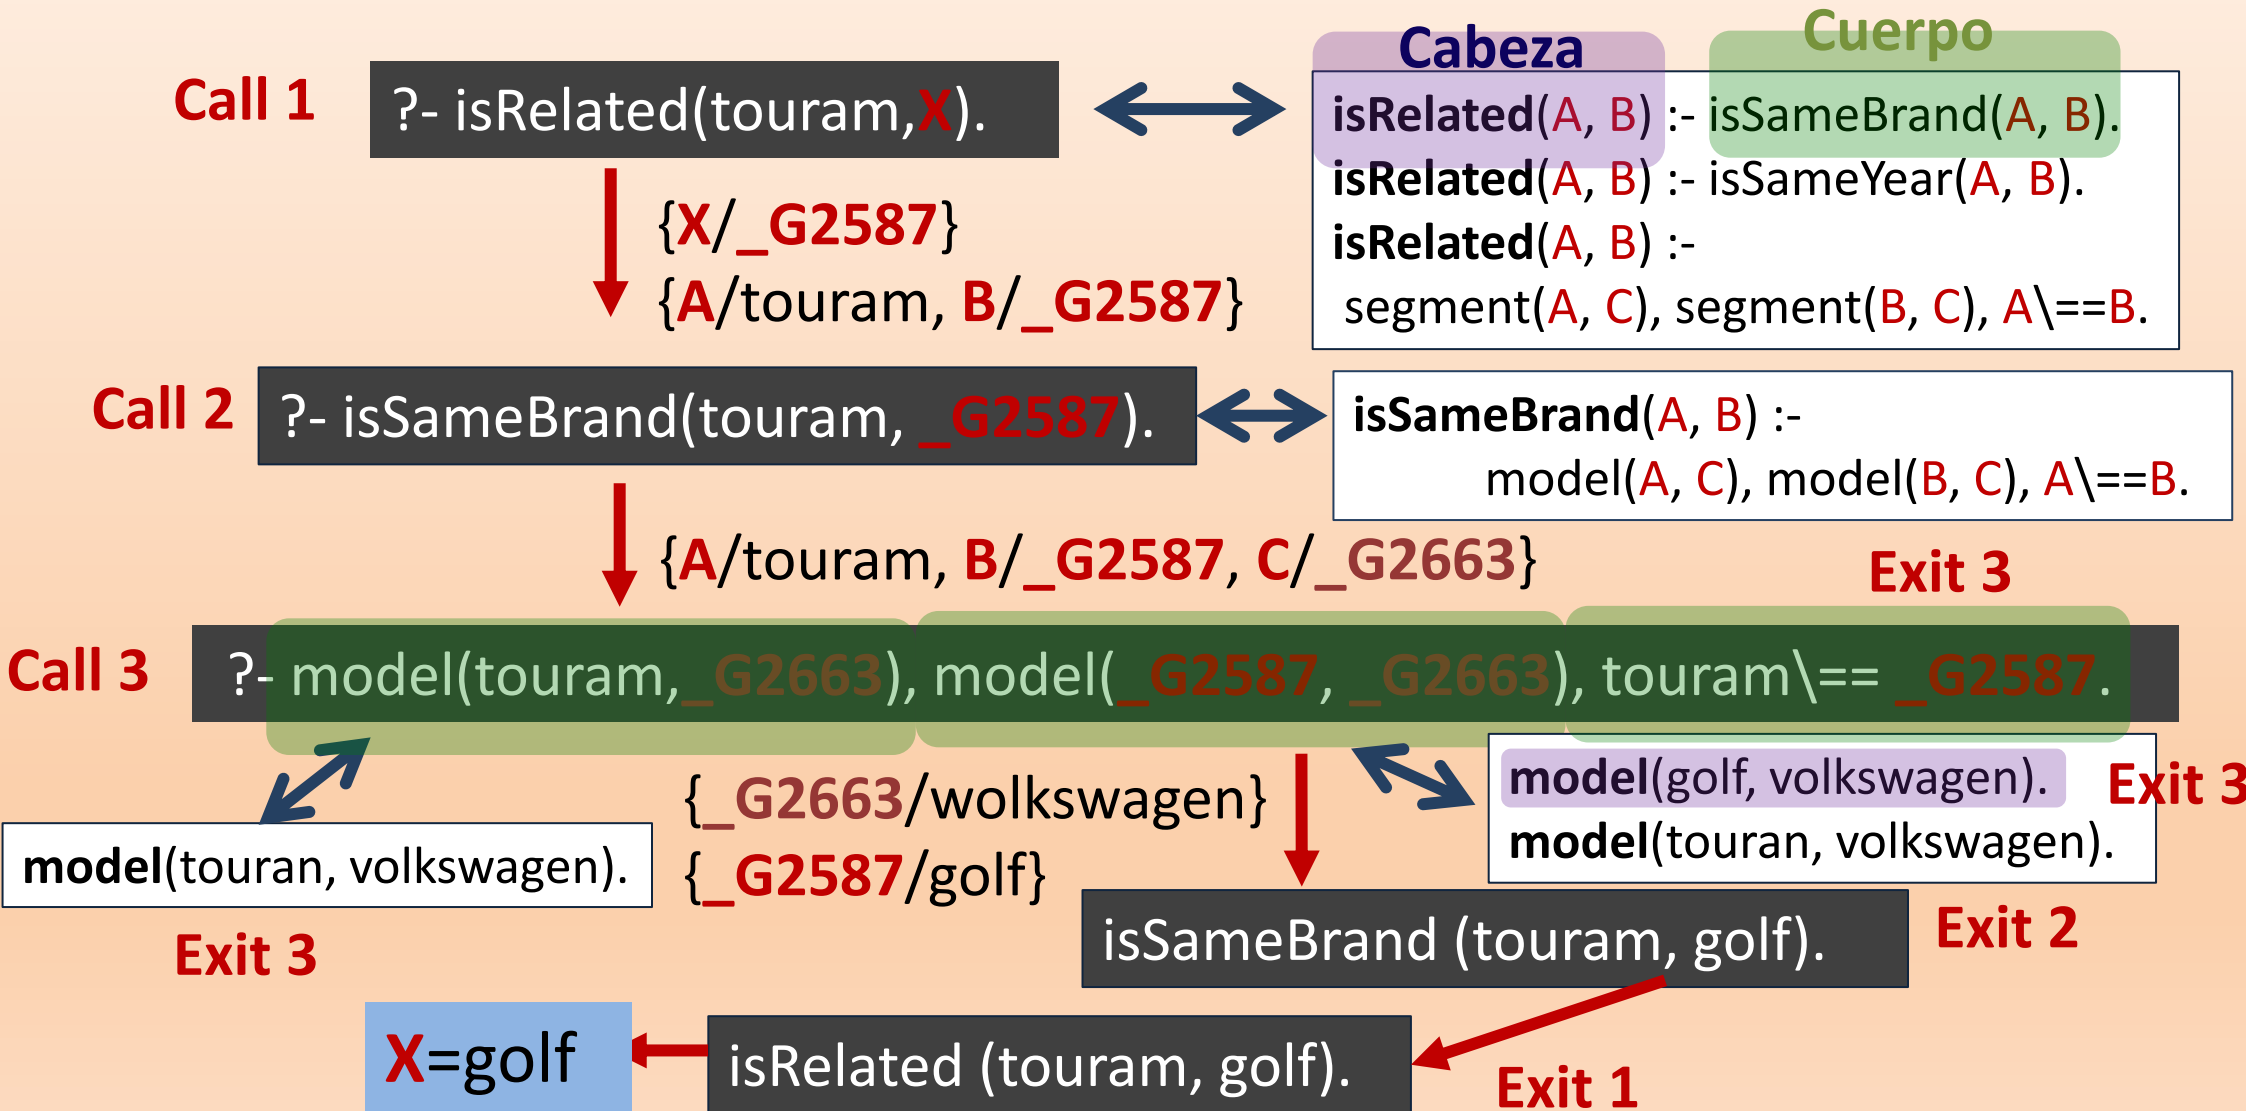 Cabeza
Cuerpo
Call 1
?- isRelated(touram,X).
isRelated(A, B) :- isSameBrand(A, B).
isRelated(A, B) :- isSameYear(A, B).
isRelated(A, B) :-
segment(A, C), segment(B, C), A\==B.
{X/_G2587}
{A/touram, B/_G2587}
Call 2
?- isSameBrand(touram, _G2587).
isSameBrand(A, B) :-
model(A, C), model(B, C), A\==B.
{A/touram, B/_G2587, C/_G2663}
Exit 3
Call 3
?- model(touram,_G2663), model(_G2587, _G2663), touram\== _G2587.
{_G2663/wolkswagen}
{_G2587/golf}
model(golf, volkswagen).
model(touran, volkswagen).
Exit 3
model(touran, volkswagen).
Exit 3
isSameBrand (touram, golf).
Exit 2
X=golf
isRelated (touram, golf).
Exit 1